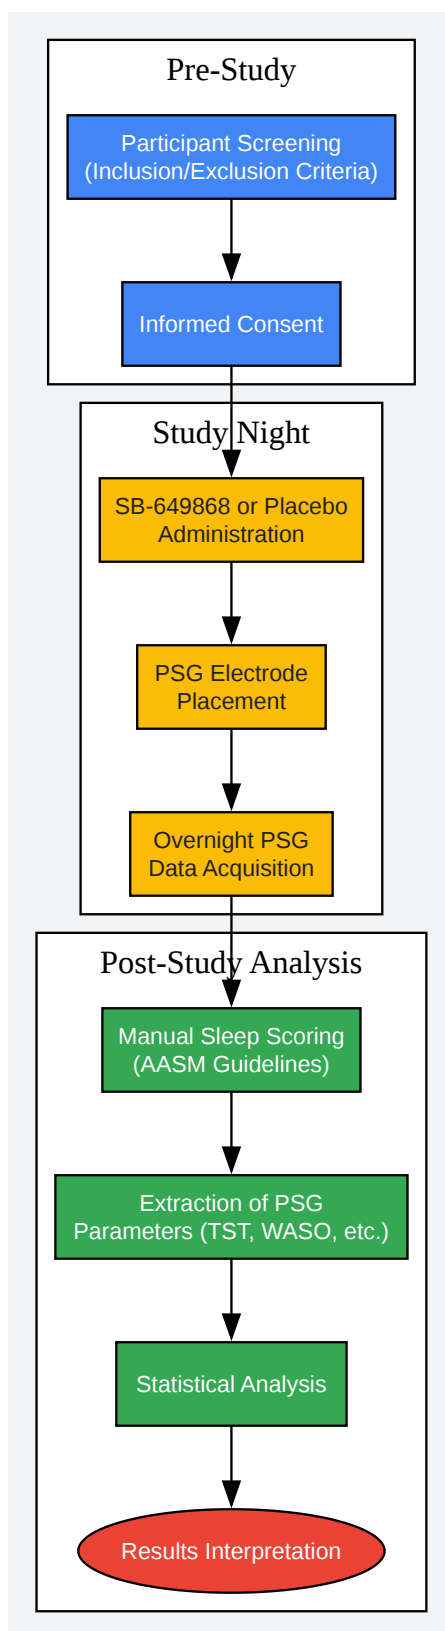 Pre-Study
Participant Screening
(Inclusion/Exclusion Criteria)
Informed Consent
Study Night
SB-649868 or Placebo
Administration
PSG Electrode
Placement
Overnight PSG
Data Acquisition
Post-Study Analysis
Manual Sleep Scoring
(AASM Guidelines)
Extraction of PSG
Parameters (TST, WASO, etc.)
Statistical Analysis
Results Interpretation